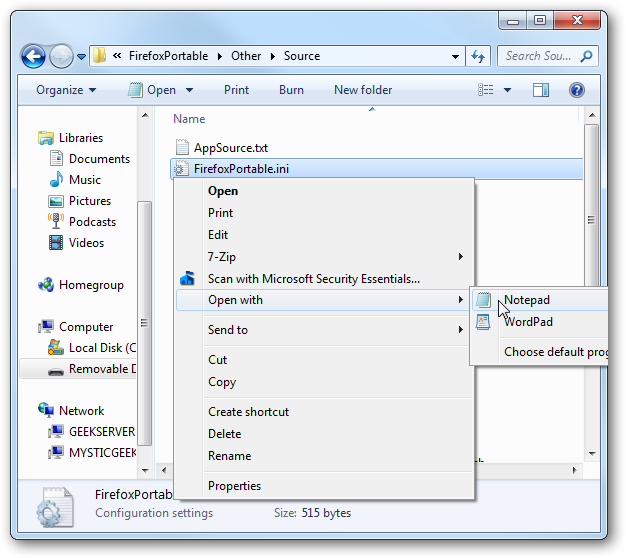 « FirefoxPortable Other Source
Search Sou...
Organize Open Print Burn New folder
Name
Libraries
Documents
Music
Pictures
Podcasts
Videos
Homegroup
Computer
Local Disk (C
Removable D
Network
GEEKSERVER
MYSTICGEEK
AppSource.txt
FirefoxPortable.ini
Open
Print
Edit
7-Zip
Scan with Microsoft Security Essentials...
Open with
Send to
Cut
Copy
Create shortcut
Delete
Rename
Properties
Notepad
WordPad
Choose default prog
FirefoxPortab
Configuration settings
Size: 515 bytes